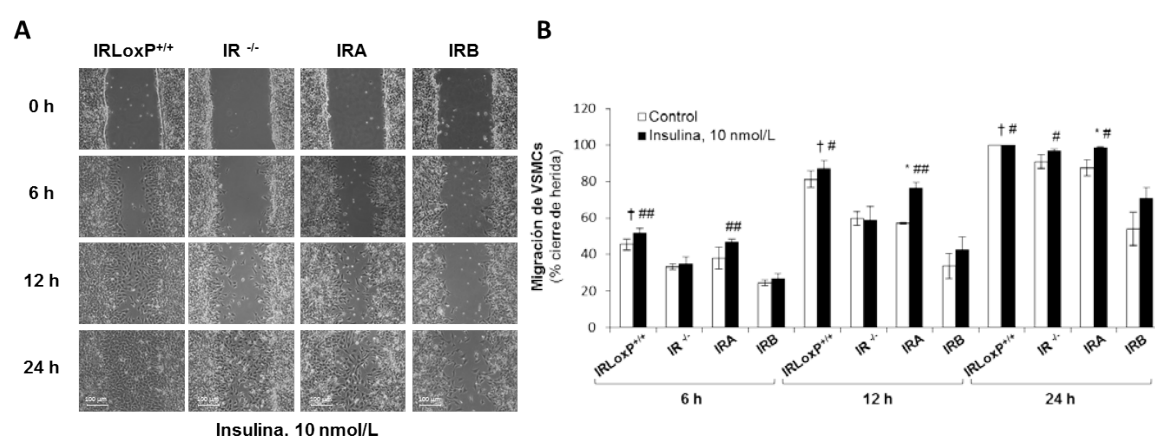 A
IRLoxP+/+ IR -/- IRA IRB
0 h
6 h
12 h
24 h
100 µm 100 µm 100 µm 100 µm
Insulina, 10 nmol/L
B
Migración de VSMCs
(% cierre de herida)
120
100
80
60
40
20
0
Control
Insulina, 10 nmol/L
† ##
##
† #
* ##
† #
#
* #
IRLoxP+/+ IR -/- IRA IRB IRLoxP+/+ IR -/- IRA IRB IRLoxP+/+ IR -/- IRA IRB
6 h 12 h 24 h